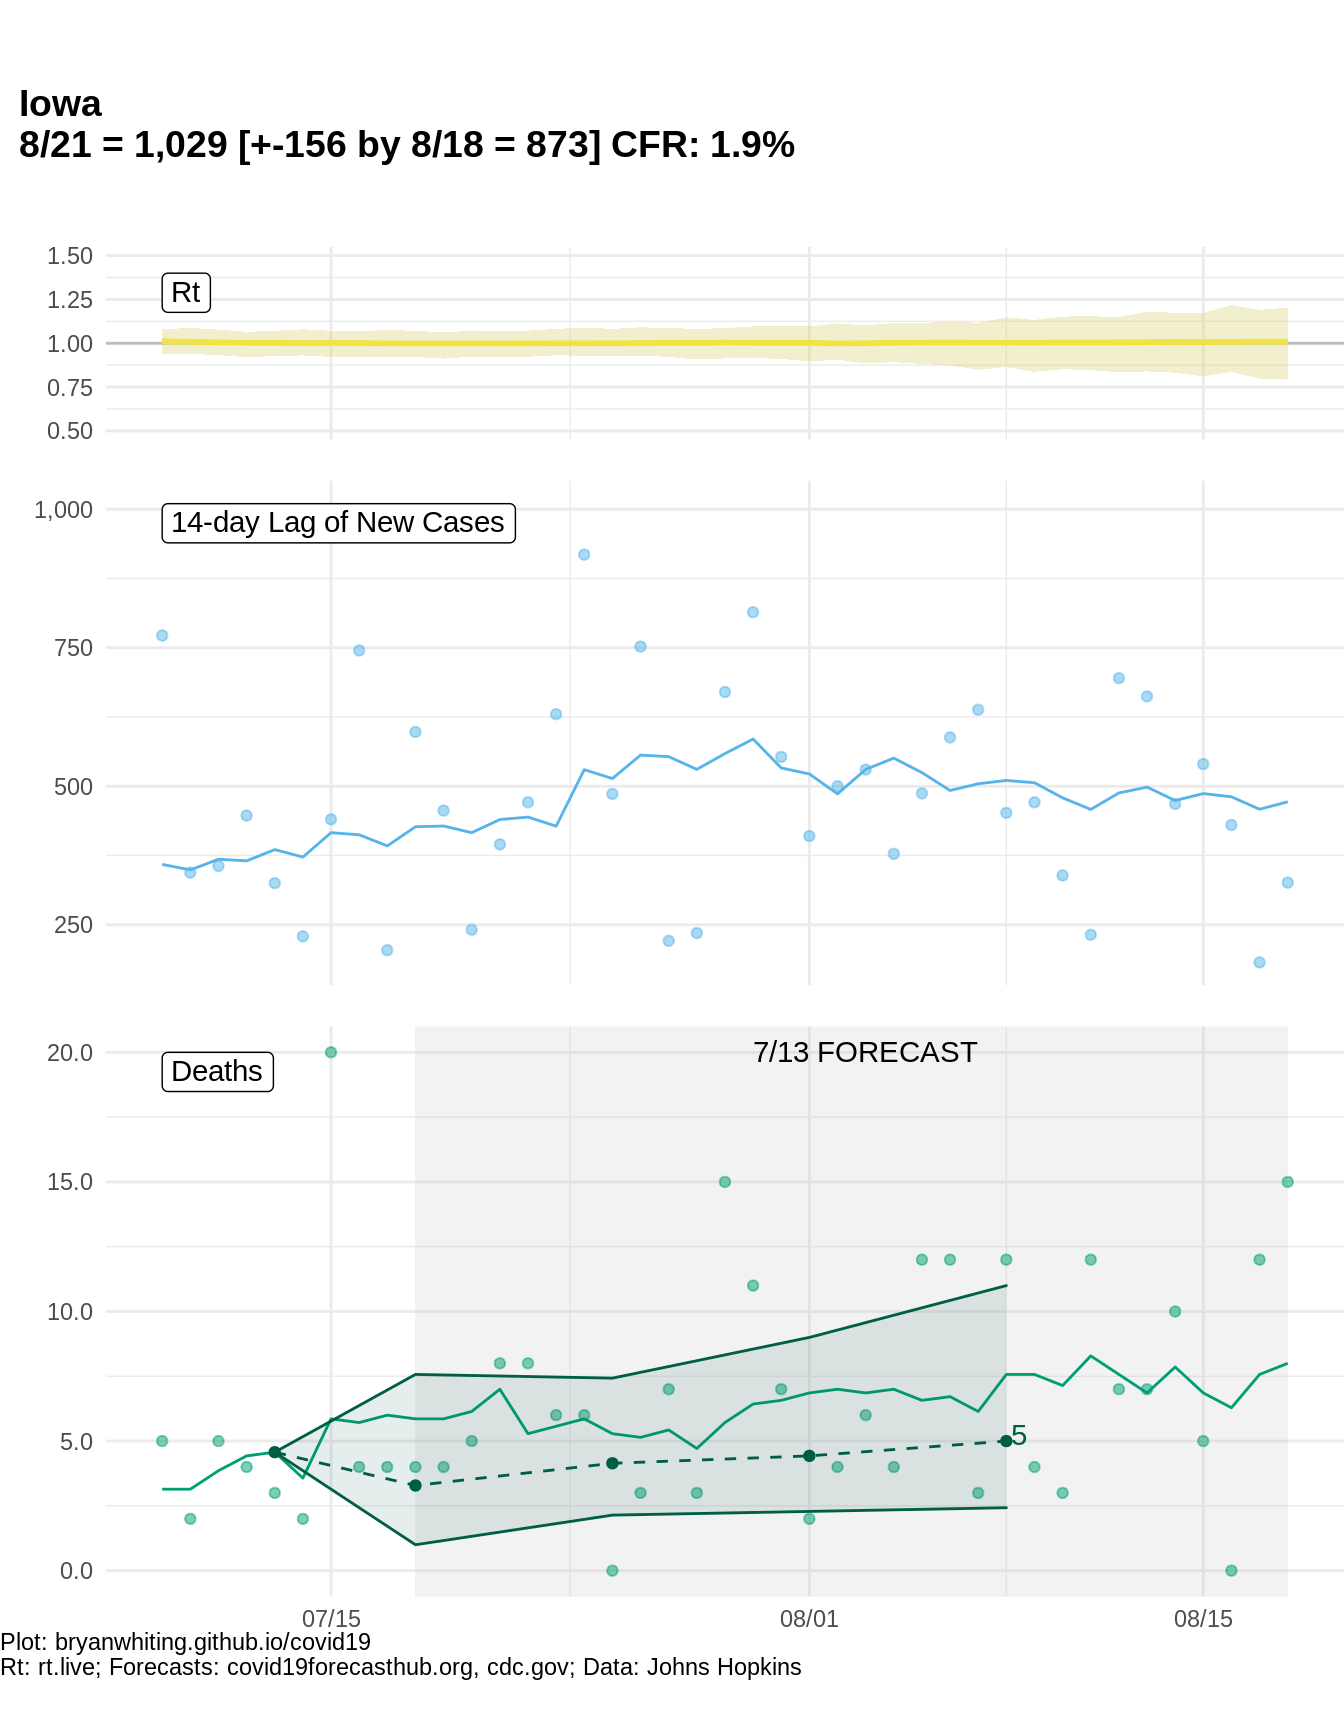 Iowa
8/21 = 1,029 [+-156 by 8/18 = 873] CFR: 1.9%
1.50
Rt
1.25
1.00
0.75
0.50
1,000
14-day Lag of New Cases
750
500
250
20.0
7/13 FORECAST
Deaths
15.0
10.0
5.0
5
0.0
07/15 08/01 08/15
Plot: bryanwhiting.github.io/covid19
Rt: rt.live; Forecasts: covid19forecasthub.org, cdc.gov; Data: Johns Hopkins